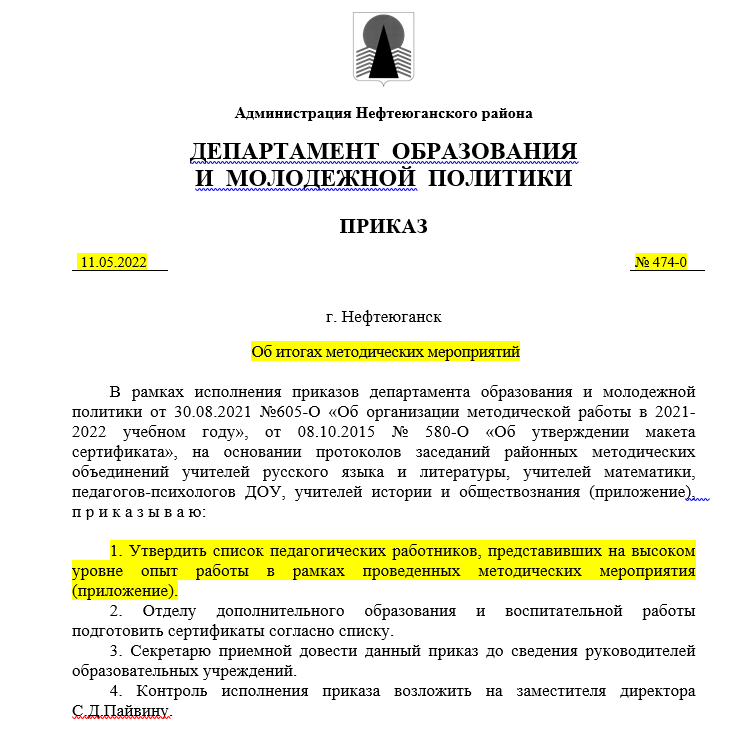 Администрация Нефтеюганского района
ДЕПАРТАМЕНТ ОБРАЗОВАНИЯ
И МОЛОДЕЖНОЙ ПОЛИТИКИ
ПРИКАЗ
11.05.2022 № 474-0
г. Нефтеюганск
Об итогах методических мероприятий
В рамках исполнения приказов департамента образования и молодежной
политики от 30.08.2021 №605-О «Об организации методической работы в 2021-
2022 учебном году», от 08.10.2015 № 580-О «Об утверждении макета
сертификата», на основании протоколов заседаний районных методических
объединений учителей русского языка и литературы, учителей математики,
педагогов-психологов ДОУ, учителей истории и обществознания (приложение),
п р и к а з ы в а ю:
1. Утвердить список педагогических работников, представивших на высоком
уровне опыт работы в рамках проведенных методических мероприятия
(приложение).
2. Отделу дополнительного образования и воспитательной работы
подготовить сертификаты согласно списку.
3. Секретарю приемной довести данный приказ до сведения руководителей
образовательных учреждений.
4. Контроль исполнения приказа возложить на заместителя директора
С.Д.Пайвину.